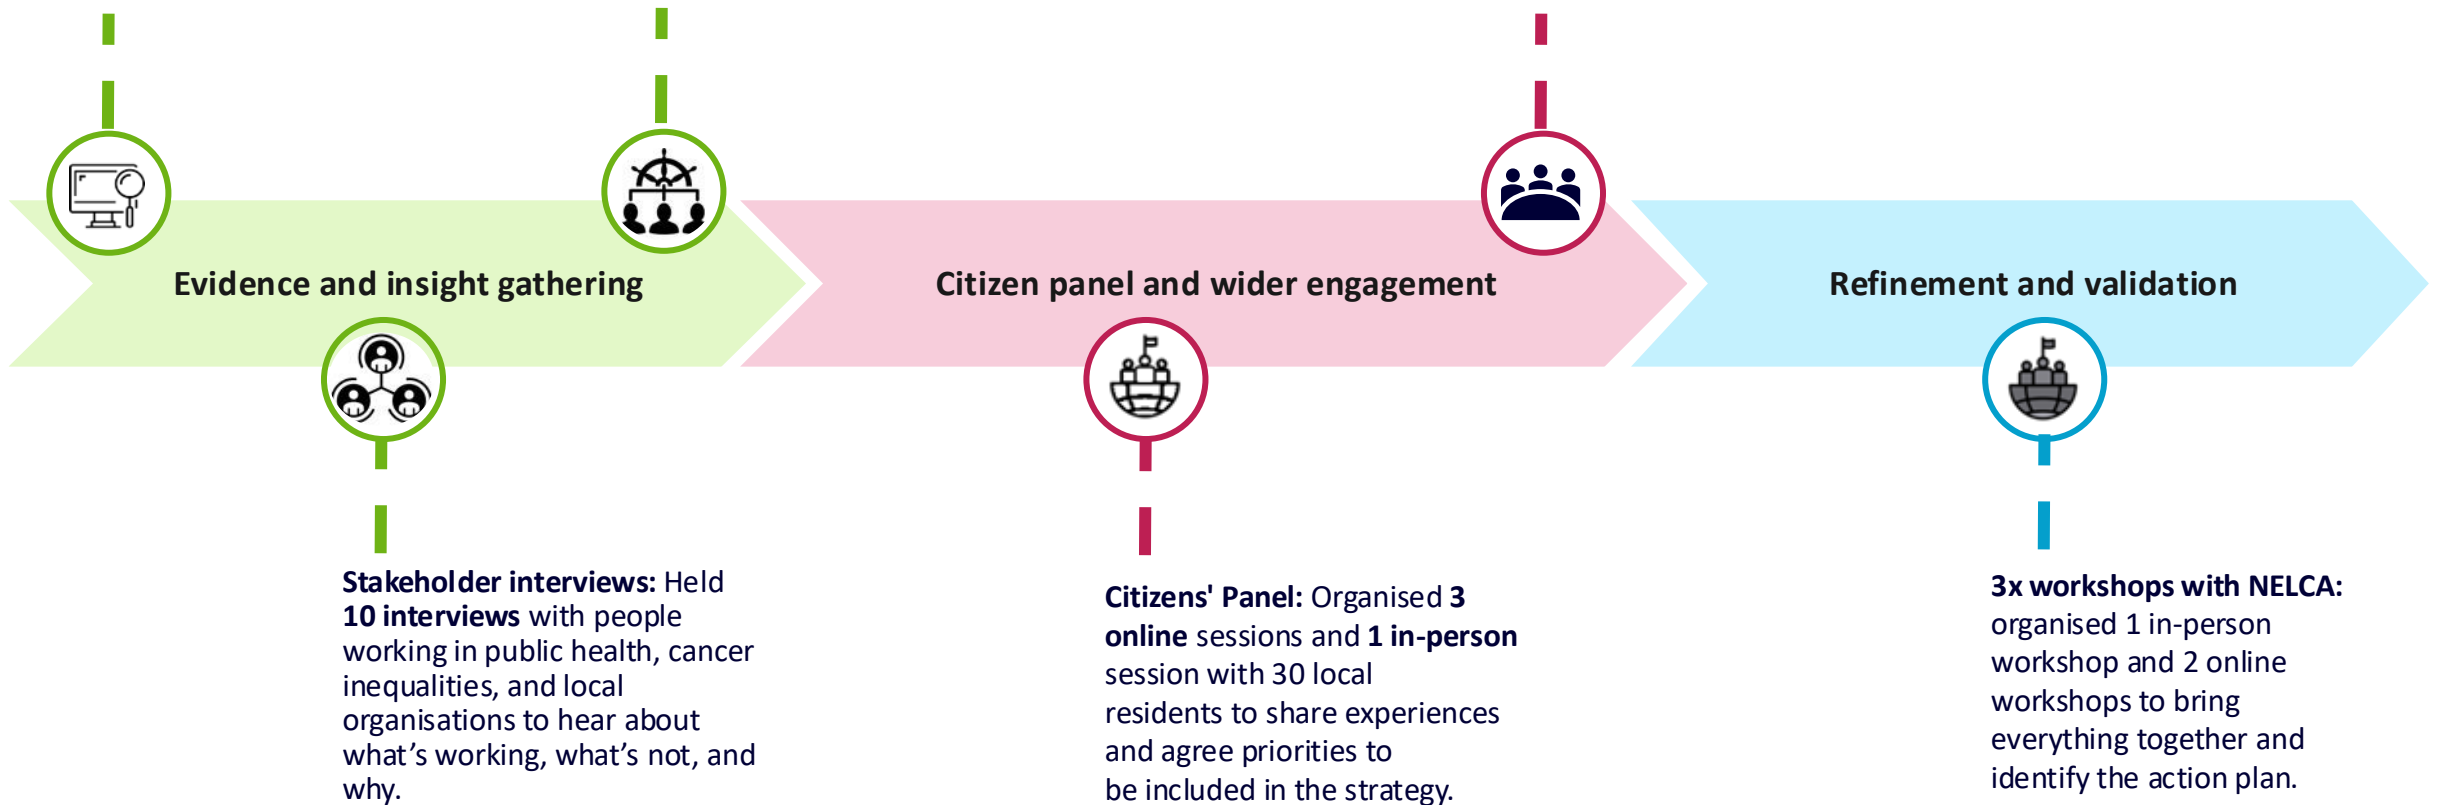 Evidence and insight gathering
Citizen panel and wider engagement
Refinement and validation
Stakeholder interviews: Held
10 interviews with people
working in public health, cancer
inequalities, and local
organisations to hear about
what's working, what's not, and
why.
Citizens' Panel: Organised 3
online sessions and 1 in-person
session with 30 local
residents to share experiences
and agree priorities to
be included in the strategy.
3x workshops with NELCA:
organised 1 in-person
workshop and 2 online
workshops to bring
everything together and
identify the action plan.